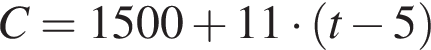 C = 1500 + 11 · (t − 5)